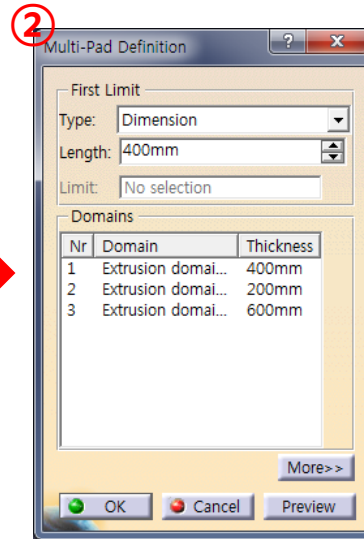 ②
Multi-Pad Definition ? x
First Limit
Type: Dimension
Length: 400mm
Limit: No selection
Domains
Nr Domain Thickness
1 Extrusion domai... 400mm
2 Extrusion domai... 200mm
3 Extrusion domai... 600mm
More>>
OK Cancel Preview